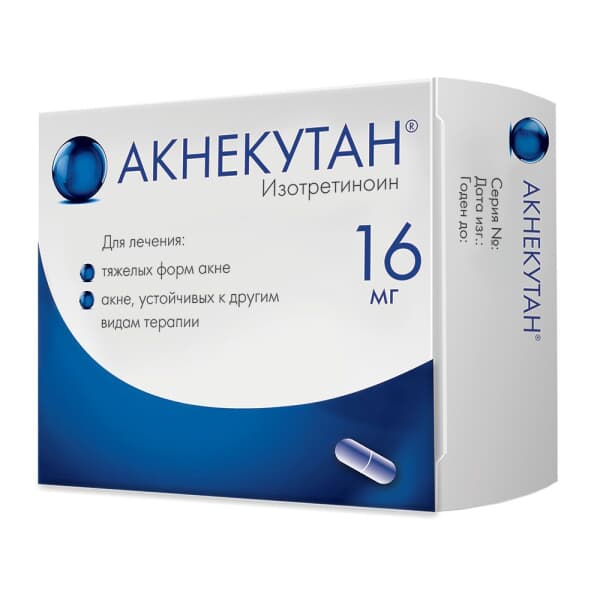 АКНЕКУТАН®
Изотретиноин
Для лечения:
тяжелых форм акне
акне, устойчивых к другим
видам терапии
16
мг
АКНЕКУТАН®
Серия №:
Дата изг.:
Годен до: